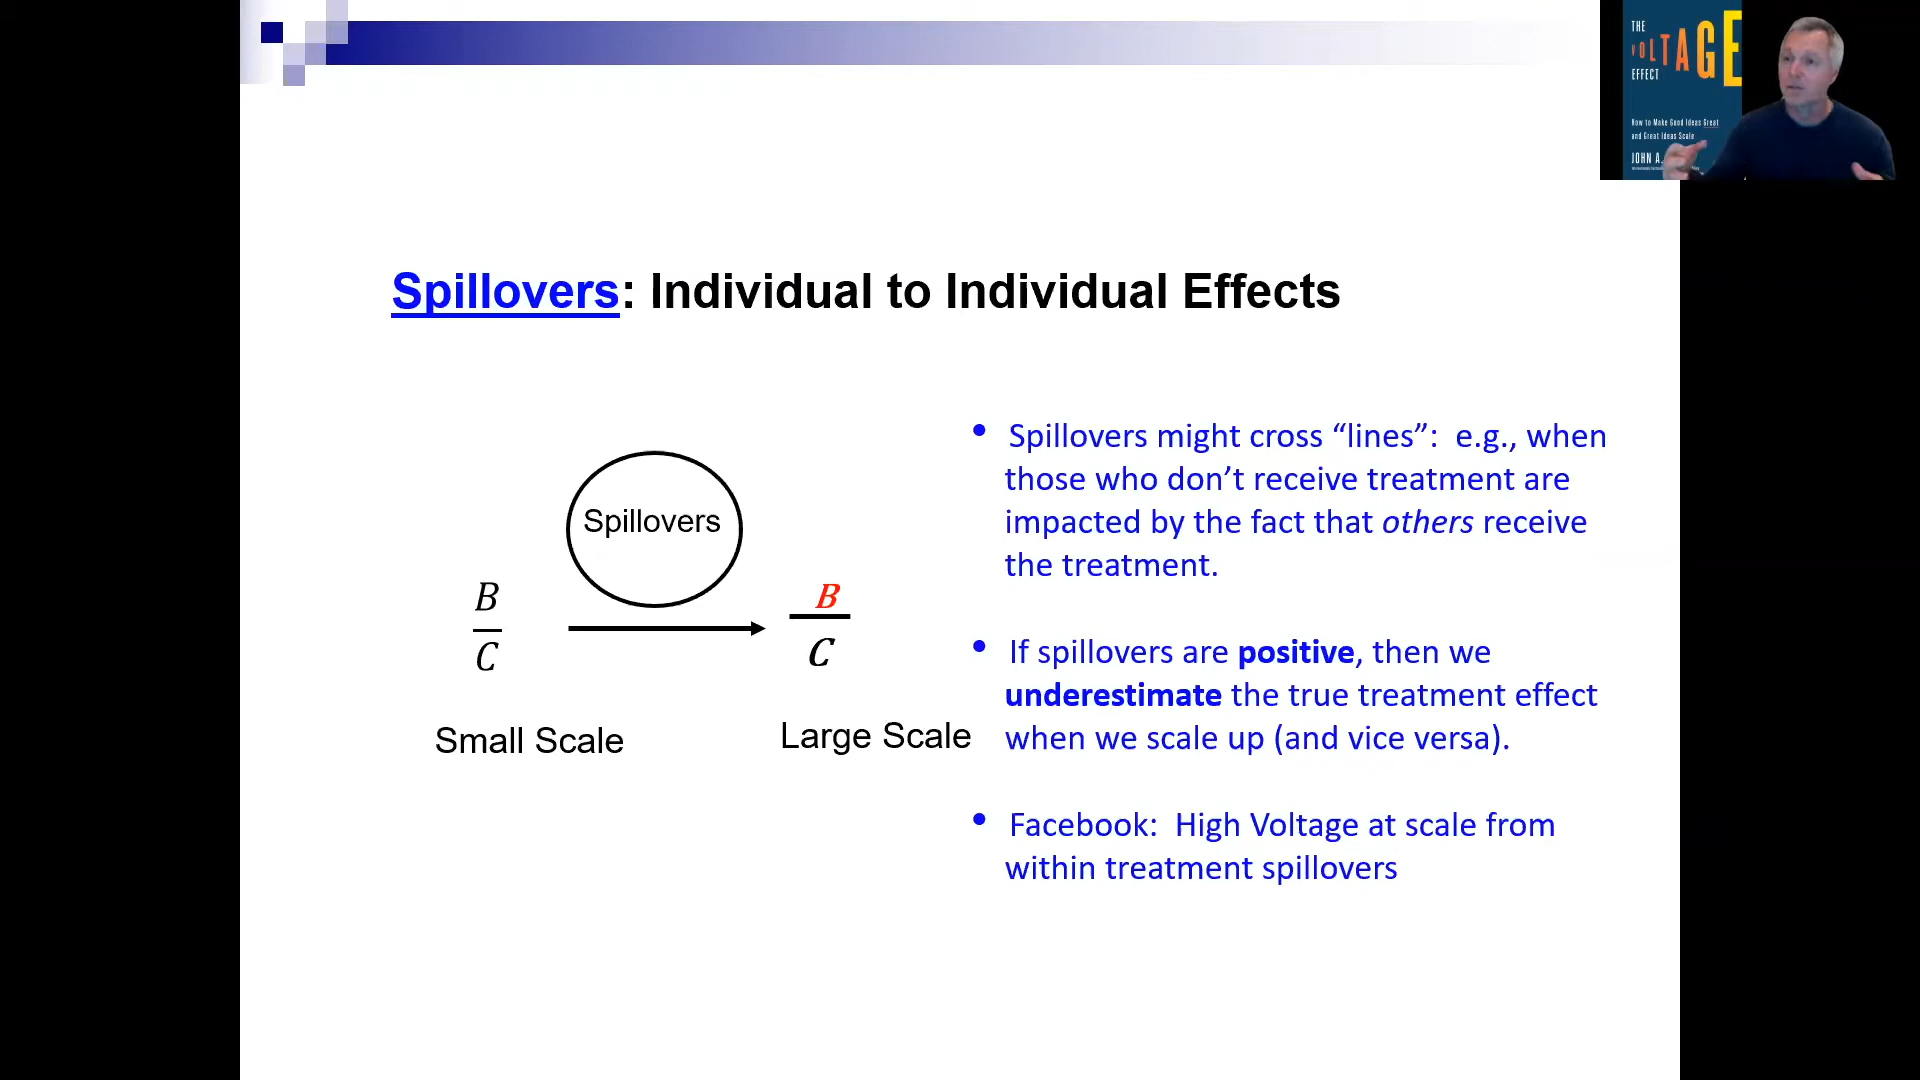 THE
VOLTAGE
EFFECT
How to Make Good Ideas Great
and Great Ideas Scale
JOHN A.
Spillovers: Individual to Individual Effects
Spillovers
B
C
B
C
Small Scale
Large Scale
• Spillovers might cross “lines”: e.g., when
those who don’t receive treatment are
impacted by the fact that others receive
the treatment.
• If spillovers are positive, then we
underestimate the true treatment effect
when we scale up (and vice versa).
• Facebook: High Voltage at scale from
within treatment spillovers